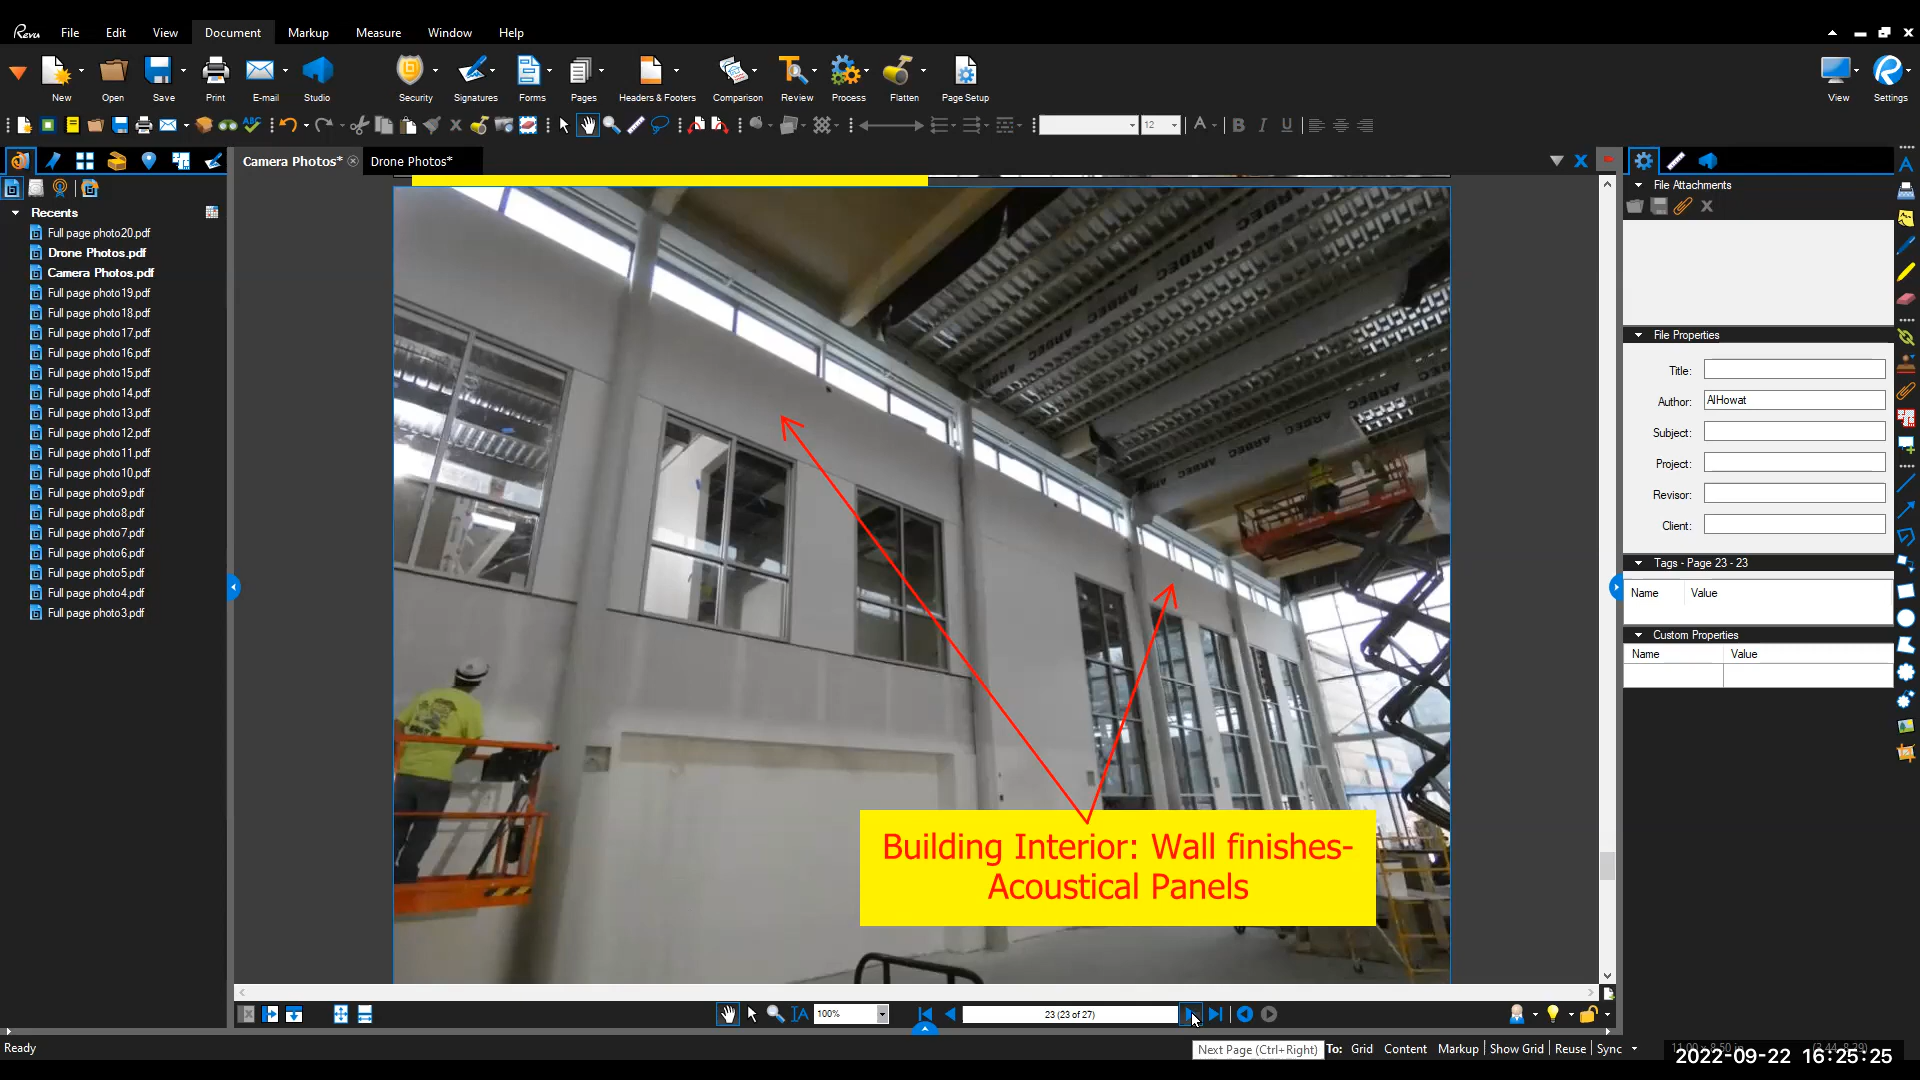 Revu File Edit View Document Markup Measure Window Help
New Open Save Print E-mail Studio Security Signatures Forms Pages Headers & Footers Comparison Review Process Flatten Page Setup View Settings
ABC 12 A B I U
Camera Photos* Drone Photos*
Recents
Full page photo20.pdf
Drone Photos.pdf
Camera Photos.pdf
Full page photo19.pdf
Full page photo18.pdf
Full page photo17.pdf
Full page photo16.pdf
Full page photo15.pdf
Full page photo14.pdf
Full page photo13.pdf
Full page photo12.pdf
Full page photo11.pdf
Full page photo10.pdf
Full page photo9.pdf
Full page photo8.pdf
Full page photo7.pdf
Full page photo6.pdf
Full page photo5.pdf
Full page photo4.pdf
Full page photo3.pdf
ARBEC
ARBEC
ARBEC
ARBEC
Building Interior: Wall finishes-
Acoustical Panels
File Attachments
File Properties
Title:
Author: AlHowat
Subject:
Project:
Revisor:
Client:
Tags - Page 23 - 23
Name Value
Custom Properties
Name Value
100% 23 (23 of 27)
Ready
Next Page (Ctrl+Right) To: Grid Content Markup Show Grid Reuse Sync
2022-09-22 16:25:25